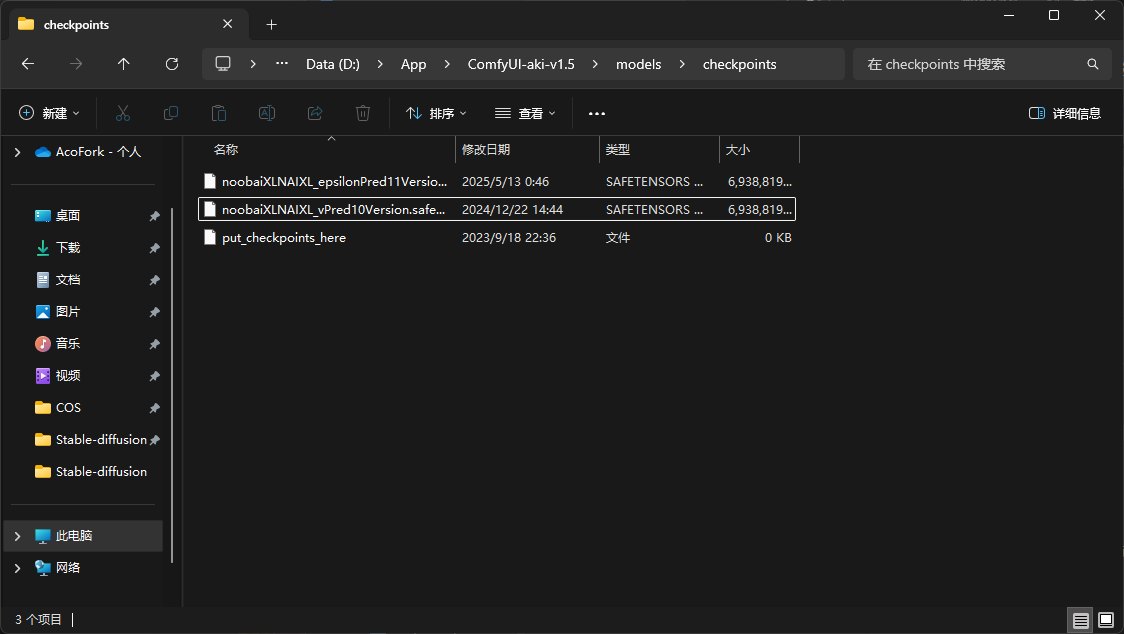 checkpoints
Data (D:) App ComfyUI-aki-v1.5 models checkpoints
在 checkpoints 中搜索
新建 排序 查看 ... 详细信息
AcoFork - 个人
桌面
下载
文档
图片
音乐
视频
COS
Stable-diffusion
Stable-diffusion
此电脑
网络
名称 修改日期 类型 大小
noobaiXLNAIXL_epsilonPred11Versio... 2025/5/13 0:46 SAFETENSORS ... 6,938,819...
noobaiXLNAIXL_vPred10Version.safe... 2024/12/22 14:44 SAFETENSORS ... 6,938,819...
put_checkpoints_here 2023/9/18 22:36 文件 0 KB
3 个项目